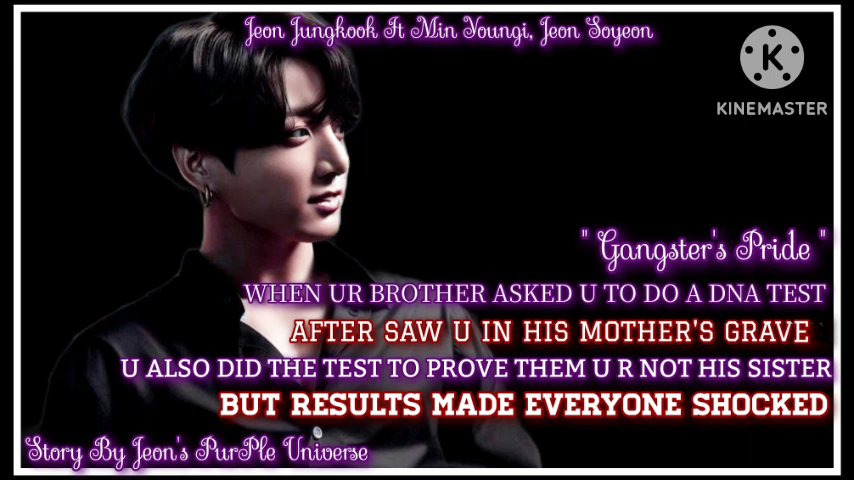 Jeon Jungkook Ft Min Youngi, Jeon Soyeon
KINEMASTER
" Gangster's Pride "
WHEN UR BROTHER ASKED U TO DO A DNA TEST
AFTER SAW U IN HIS MOTHER'S GRAVE
U ALSO DID THE TEST TO PROVE THEM U R NOT HIS SISTER
BUT RESULTS MADE EVERYONE SHOCKED
Story By Jeon's PurPle Universe